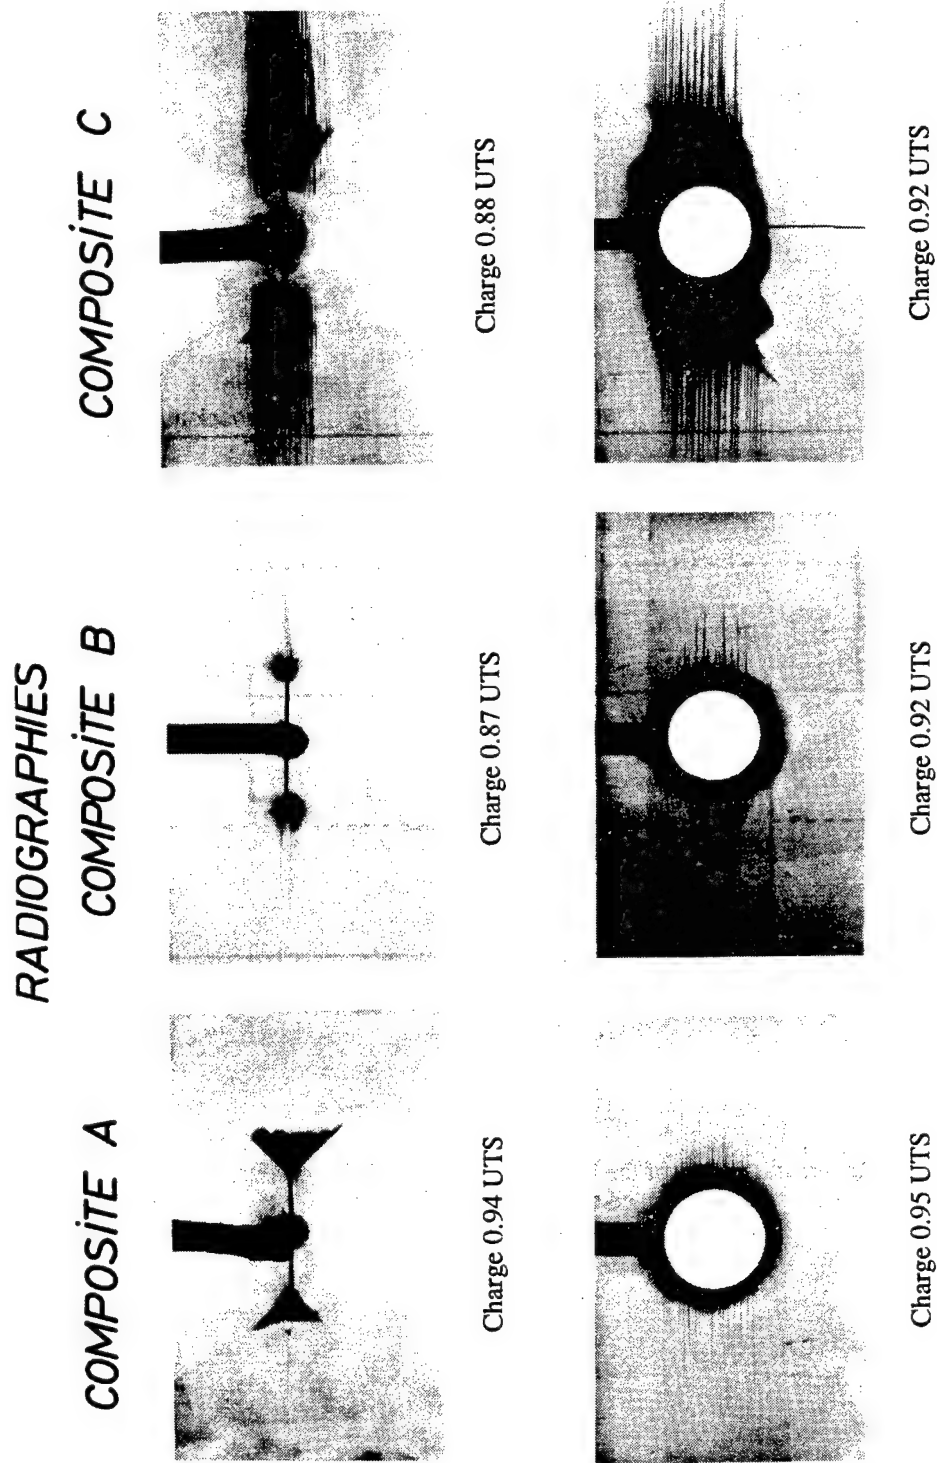 RADIOGRAPHIES
COMPOSiTE A
COMPOSiTE B
COMPOSiTE C
Charge 0.94 UTS
Charge 0.87 UTS
Charge 0.88 UTS
Charge 0.95 UTS
Charge 0.92 UTS
Charge 0.92 UTS